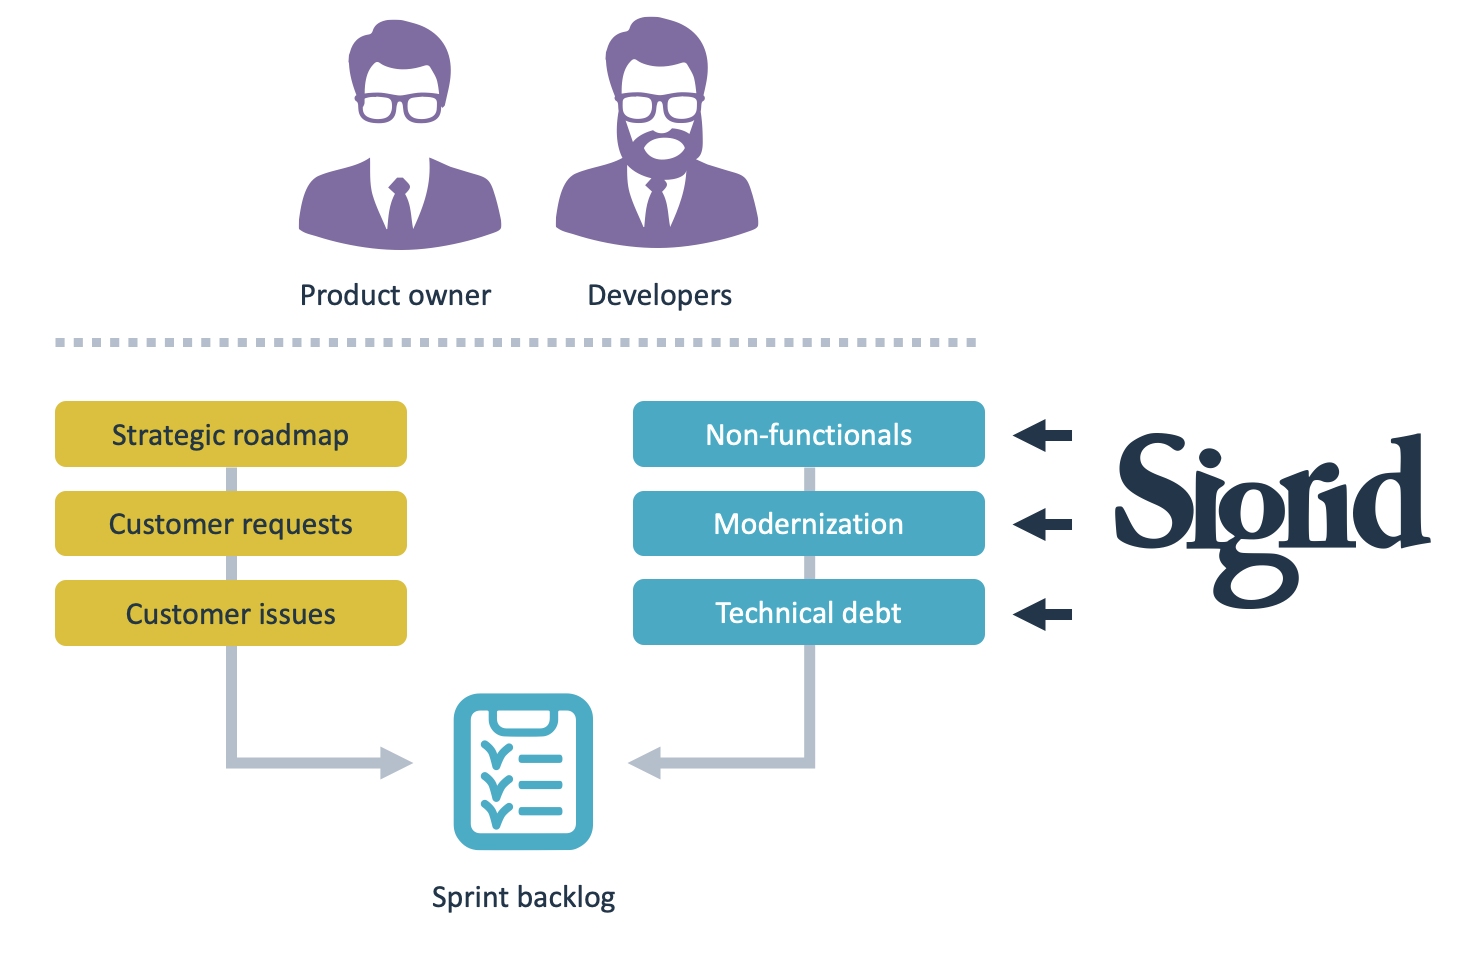 Product owner
Developers
Strategic roadmap
Non-functionals
Customer requests
Modernization
Customer issues
Technical debt
Sigrid
Sprint backlog